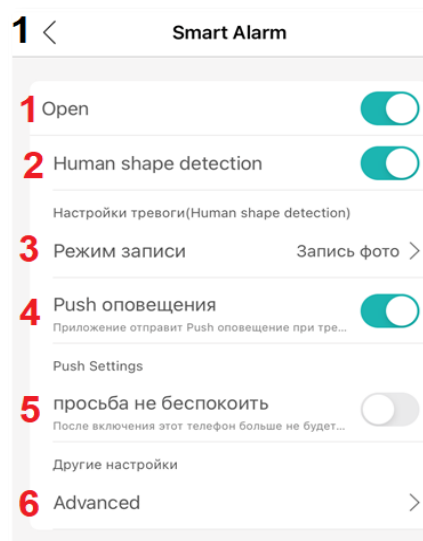 1 < Smart Alarm
1 Open
2 Human shape detection
Настройки тревоги(Human shape detection)
3 Режим записи Запись фото >
4 Push оповещения
Приложение отправит Push оповещение при тре...
Push Settings
5 просьба не беспокоить
После включения этот телефон больше не будет...
Другие настройки
6 Advanced >